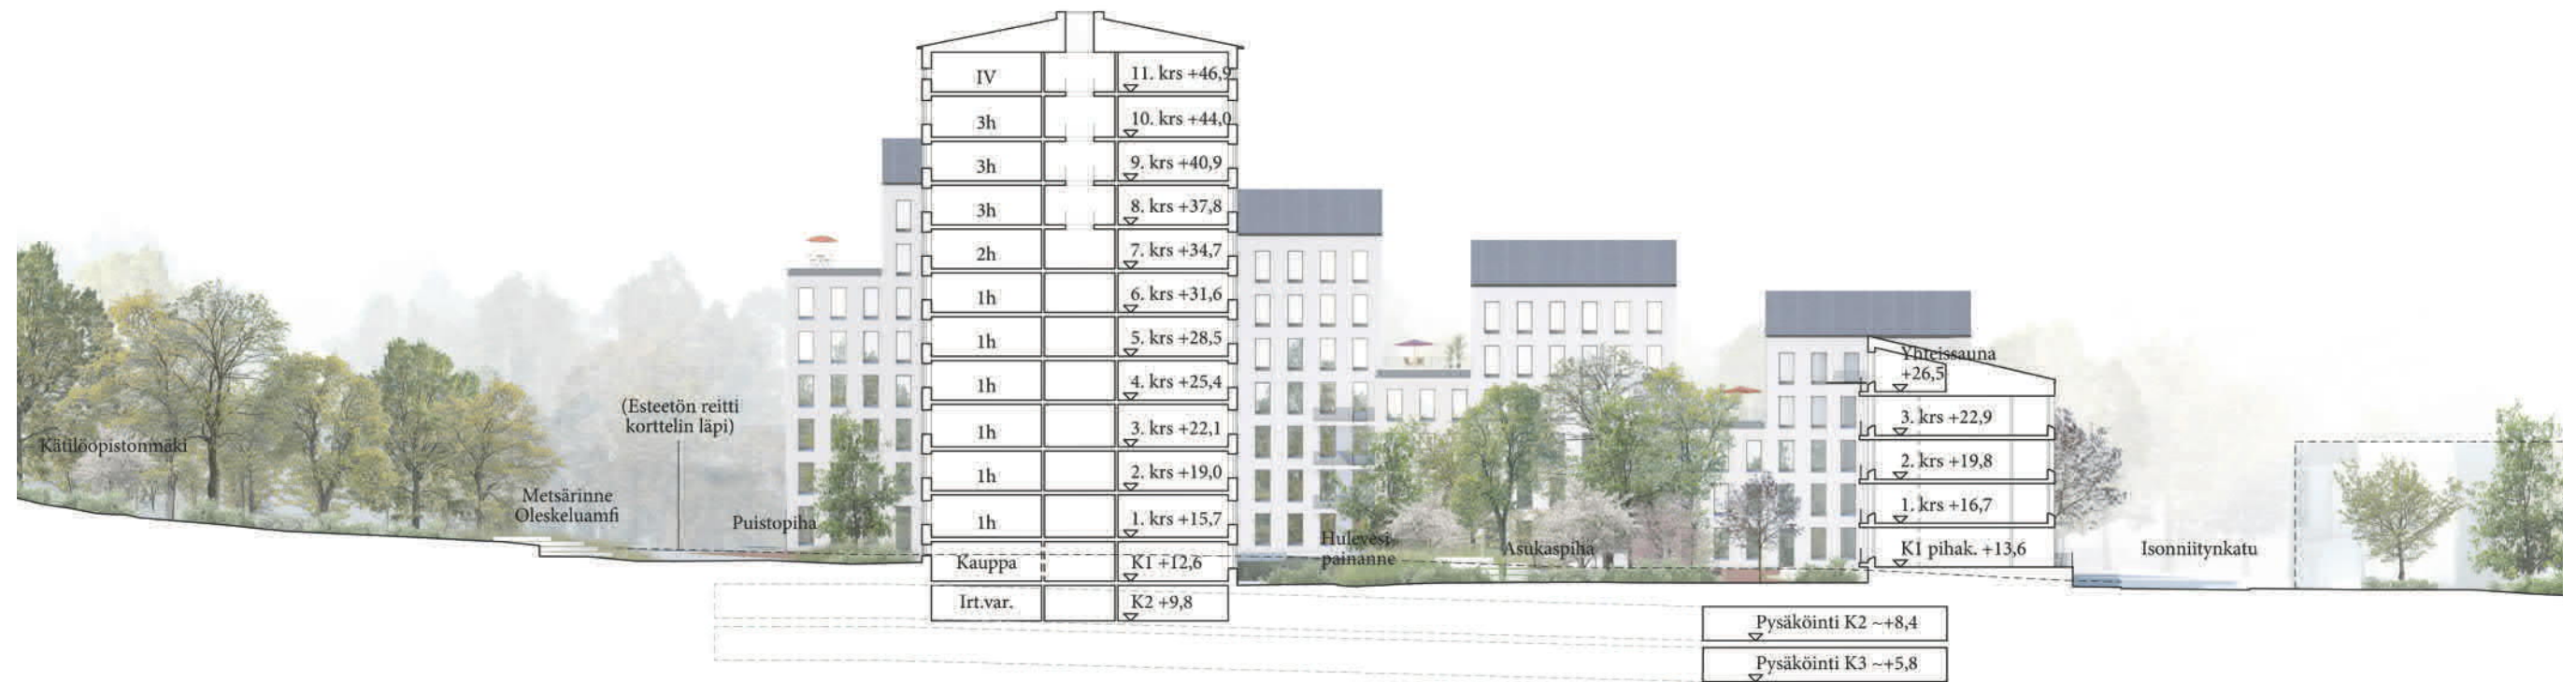 IV
11. krs +46,9
3h
10. krs +44,0
3h
9. krs +40,9
3h
8. krs +37,8
2h
7. krs +34,7
1h
6. krs +31,6
1h
5. krs +28,5
1h
4. krs +25,4
1h
3. krs +22,1
1h
2. krs +19,0
1h
1. krs +15,7
Kauppa
K1 +12,6
Irt.var.
K2 +9,8
Kätilöopistonmäki
Metsärinne
Oleskeluamfi
(Esteetön reitti
korttelin läpi)
Puistopiha
Hulevesi
painanne
Asukaspiha
Yhteissauna
+26,5
3. krs +22,9
2. krs +19,8
1. krs +16,7
K1 pihak. +13,6
Isonniitynkatu
Pysäköinti K2 ~+8,4
Pysäköinti K3 ~+5,8